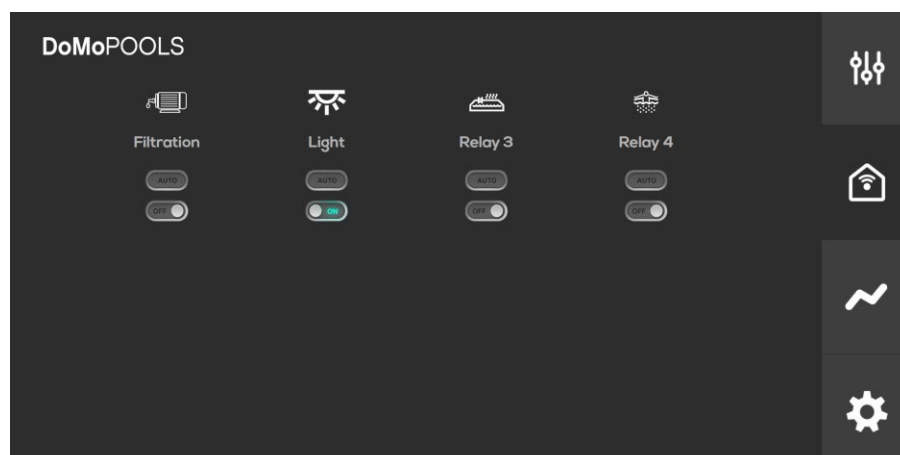 DoMoPOOLS
Filtration Light Relay 3 Relay 4
AUTO AUTO AUTO AUTO
OFF ON OFF OFF